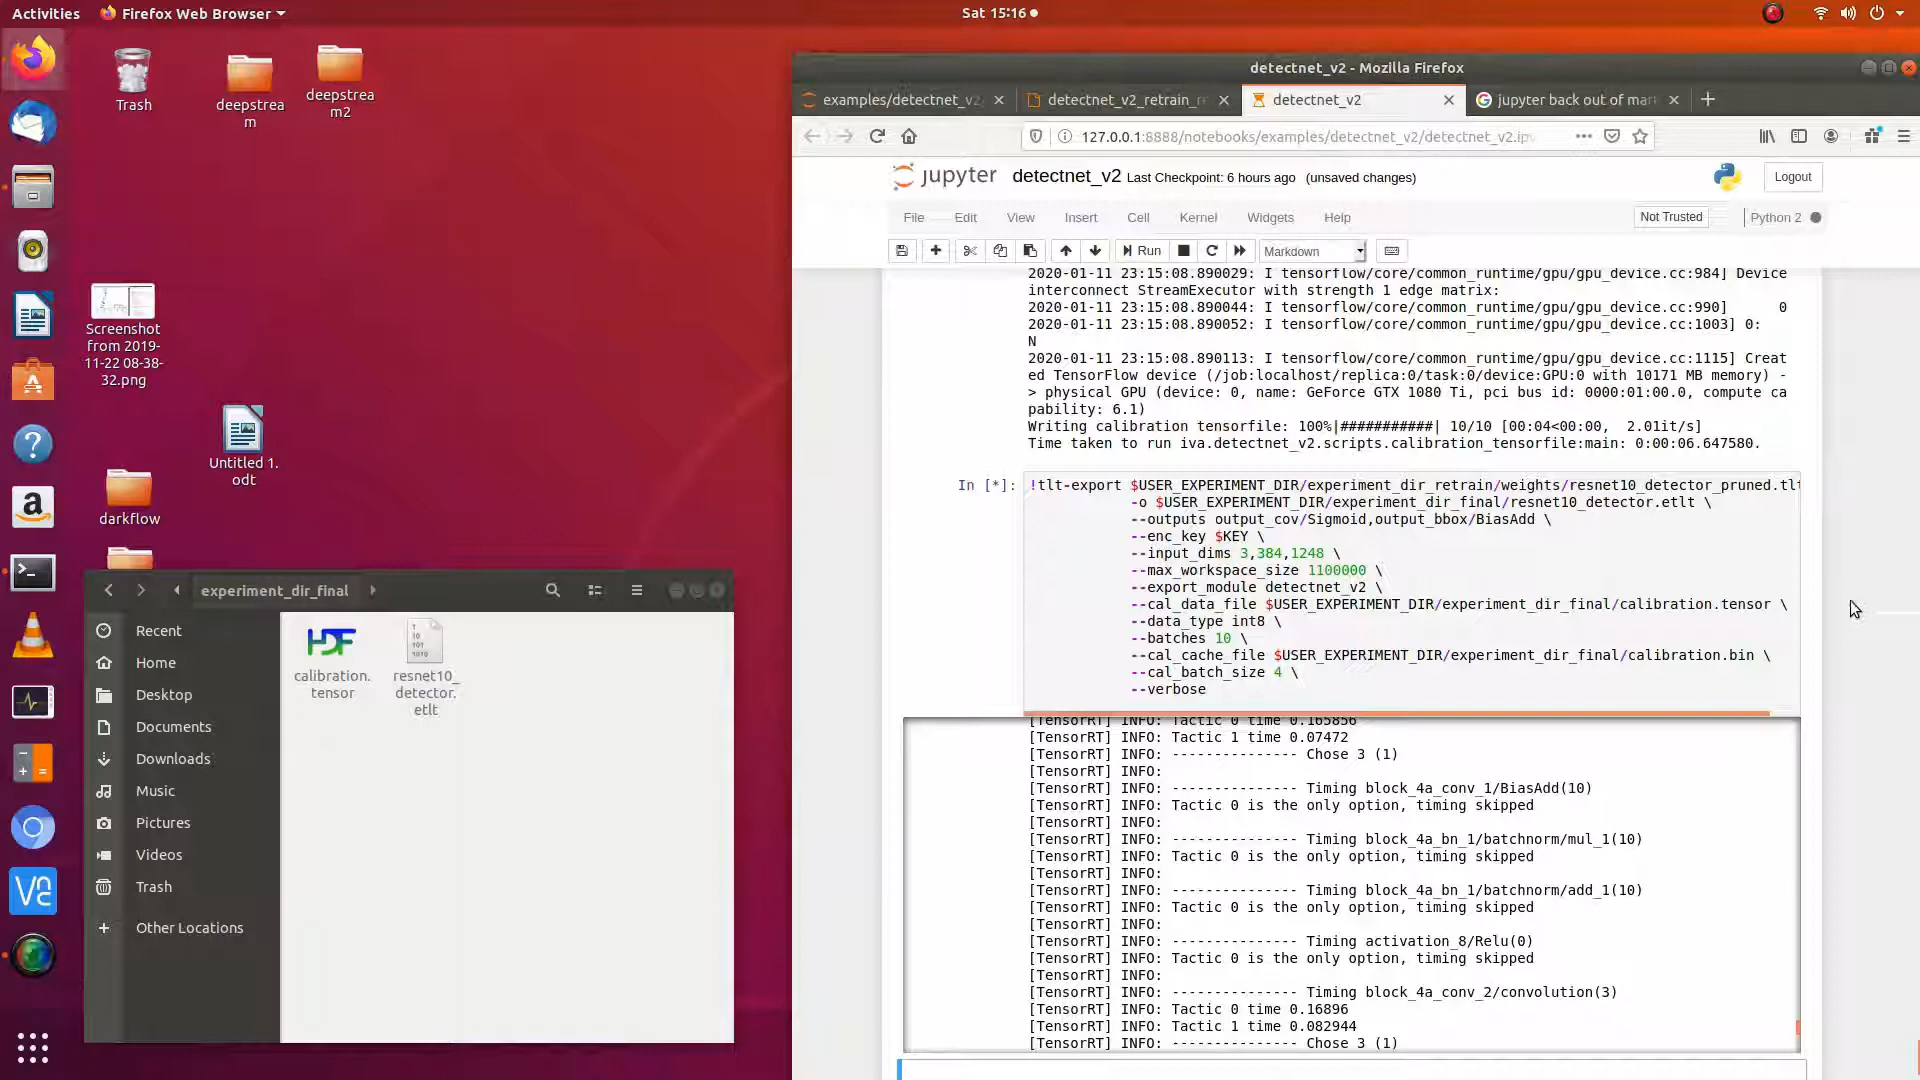 Activities
Firefox Web Browser
Sat 15:16
Trash
deepstrea
m
deepstrea
m2
Screenshot
from 2019-
11-22 08-38-
32.png
Untitled 1.
odt
darkflow
experiment_dir_final
Recent
Home
Desktop
Documents
Downloads
Music
Pictures
Videos
Trash
Other Locations
calibration.
tensor
resnet10_
detector.
etlt
detectnet_v2 - Mozilla Firefox
examples/detectnet_v2
detectnet_v2_retrain_r
detectnet_v2
jupyter back out of mar
127.0.0.1:8888/notebooks/examples/detectnet_v2/detectnet_v2.ip
jupyter
detectnet_v2 Last Checkpoint: 6 hours ago (unsaved changes)
Logout
File Edit View Insert Cell Kernel Widgets Help
Not Trusted
Python 2
Run
Markdown
2020-01-11 23:15:08.890029: I tensorflow/core/common_runtime/gpu/gpu_device.cc:984] Device
interconnect StreamExecutor with strength 1 edge matrix:
2020-01-11 23:15:08.890044: I tensorflow/core/common_runtime/gpu/gpu_device.cc:990]      0
2020-01-11 23:15:08.890052: I tensorflow/core/common_runtime/gpu/gpu_device.cc:1003] 0:
N
2020-01-11 23:15:08.890113: I tensorflow/core/common_runtime/gpu/gpu_device.cc:1115] Creat
ed TensorFlow device (/job:localhost/replica:0/task:0/device:GPU:0 with 10171 MB memory) -
> physical GPU (device: 0, name: GeForce GTX 1080 Ti, pci bus id: 0000:01:00.0, compute ca
pability: 6.1)
Writing calibration tensorfile: 100%|###########| 10/10 [00:04<00:00,  2.01it/s]
Time taken to run iva.detectnet_v2.scripts.calibration_tensorfile:main: 0:00:06.647580.
In [*]:
!tlt-export $USER_EXPERIMENT_DIR/experiment_dir_retrain/weights/resnet10_detector_pruned.tlt
-o $USER_EXPERIMENT_DIR/experiment_dir_final/resnet10_detector.etlt \
--outputs output_cov/Sigmoid,output_bbox/BiasAdd \
--enc_key $KEY \
--input_dims 3,384,1248 \
--max_workspace_size 1100000 \
--export_module detectnet_v2 \
--cal_data_file $USER_EXPERIMENT_DIR/experiment_dir_final/calibration.tensor \
--data_type int8 \
--batches 10 \
--cal_cache_file $USER_EXPERIMENT_DIR/experiment_dir_final/calibration.bin \
--cal_batch_size 4 \
--verbose
[TensorRT] INFO: Tactic 0 time 0.165856
[TensorRT] INFO: Tactic 1 time 0.07472
[TensorRT] INFO: --------------- Chose 3 (1)
[TensorRT] INFO:
[TensorRT] INFO: --------------- Timing block_4a_conv_1/BiasAdd(10)
[TensorRT] INFO: Tactic 0 is the only option, timing skipped
[TensorRT] INFO:
[TensorRT] INFO: --------------- Timing block_4a_bn_1/batchnorm/mul_1(10)
[TensorRT] INFO: Tactic 0 is the only option, timing skipped
[TensorRT] INFO:
[TensorRT] INFO: --------------- Timing block_4a_bn_1/batchnorm/add_1(10)
[TensorRT] INFO: Tactic 0 is the only option, timing skipped
[TensorRT] INFO:
[TensorRT] INFO: --------------- Timing activation_8/Relu(0)
[TensorRT] INFO: Tactic 0 is the only option, timing skipped
[TensorRT] INFO:
[TensorRT] INFO: --------------- Timing block_4a_conv_2/convolution(3)
[TensorRT] INFO: Tactic 0 time 0.16896
[TensorRT] INFO: Tactic 1 time 0.082944
[TensorRT] INFO: --------------- Chose 3 (1)